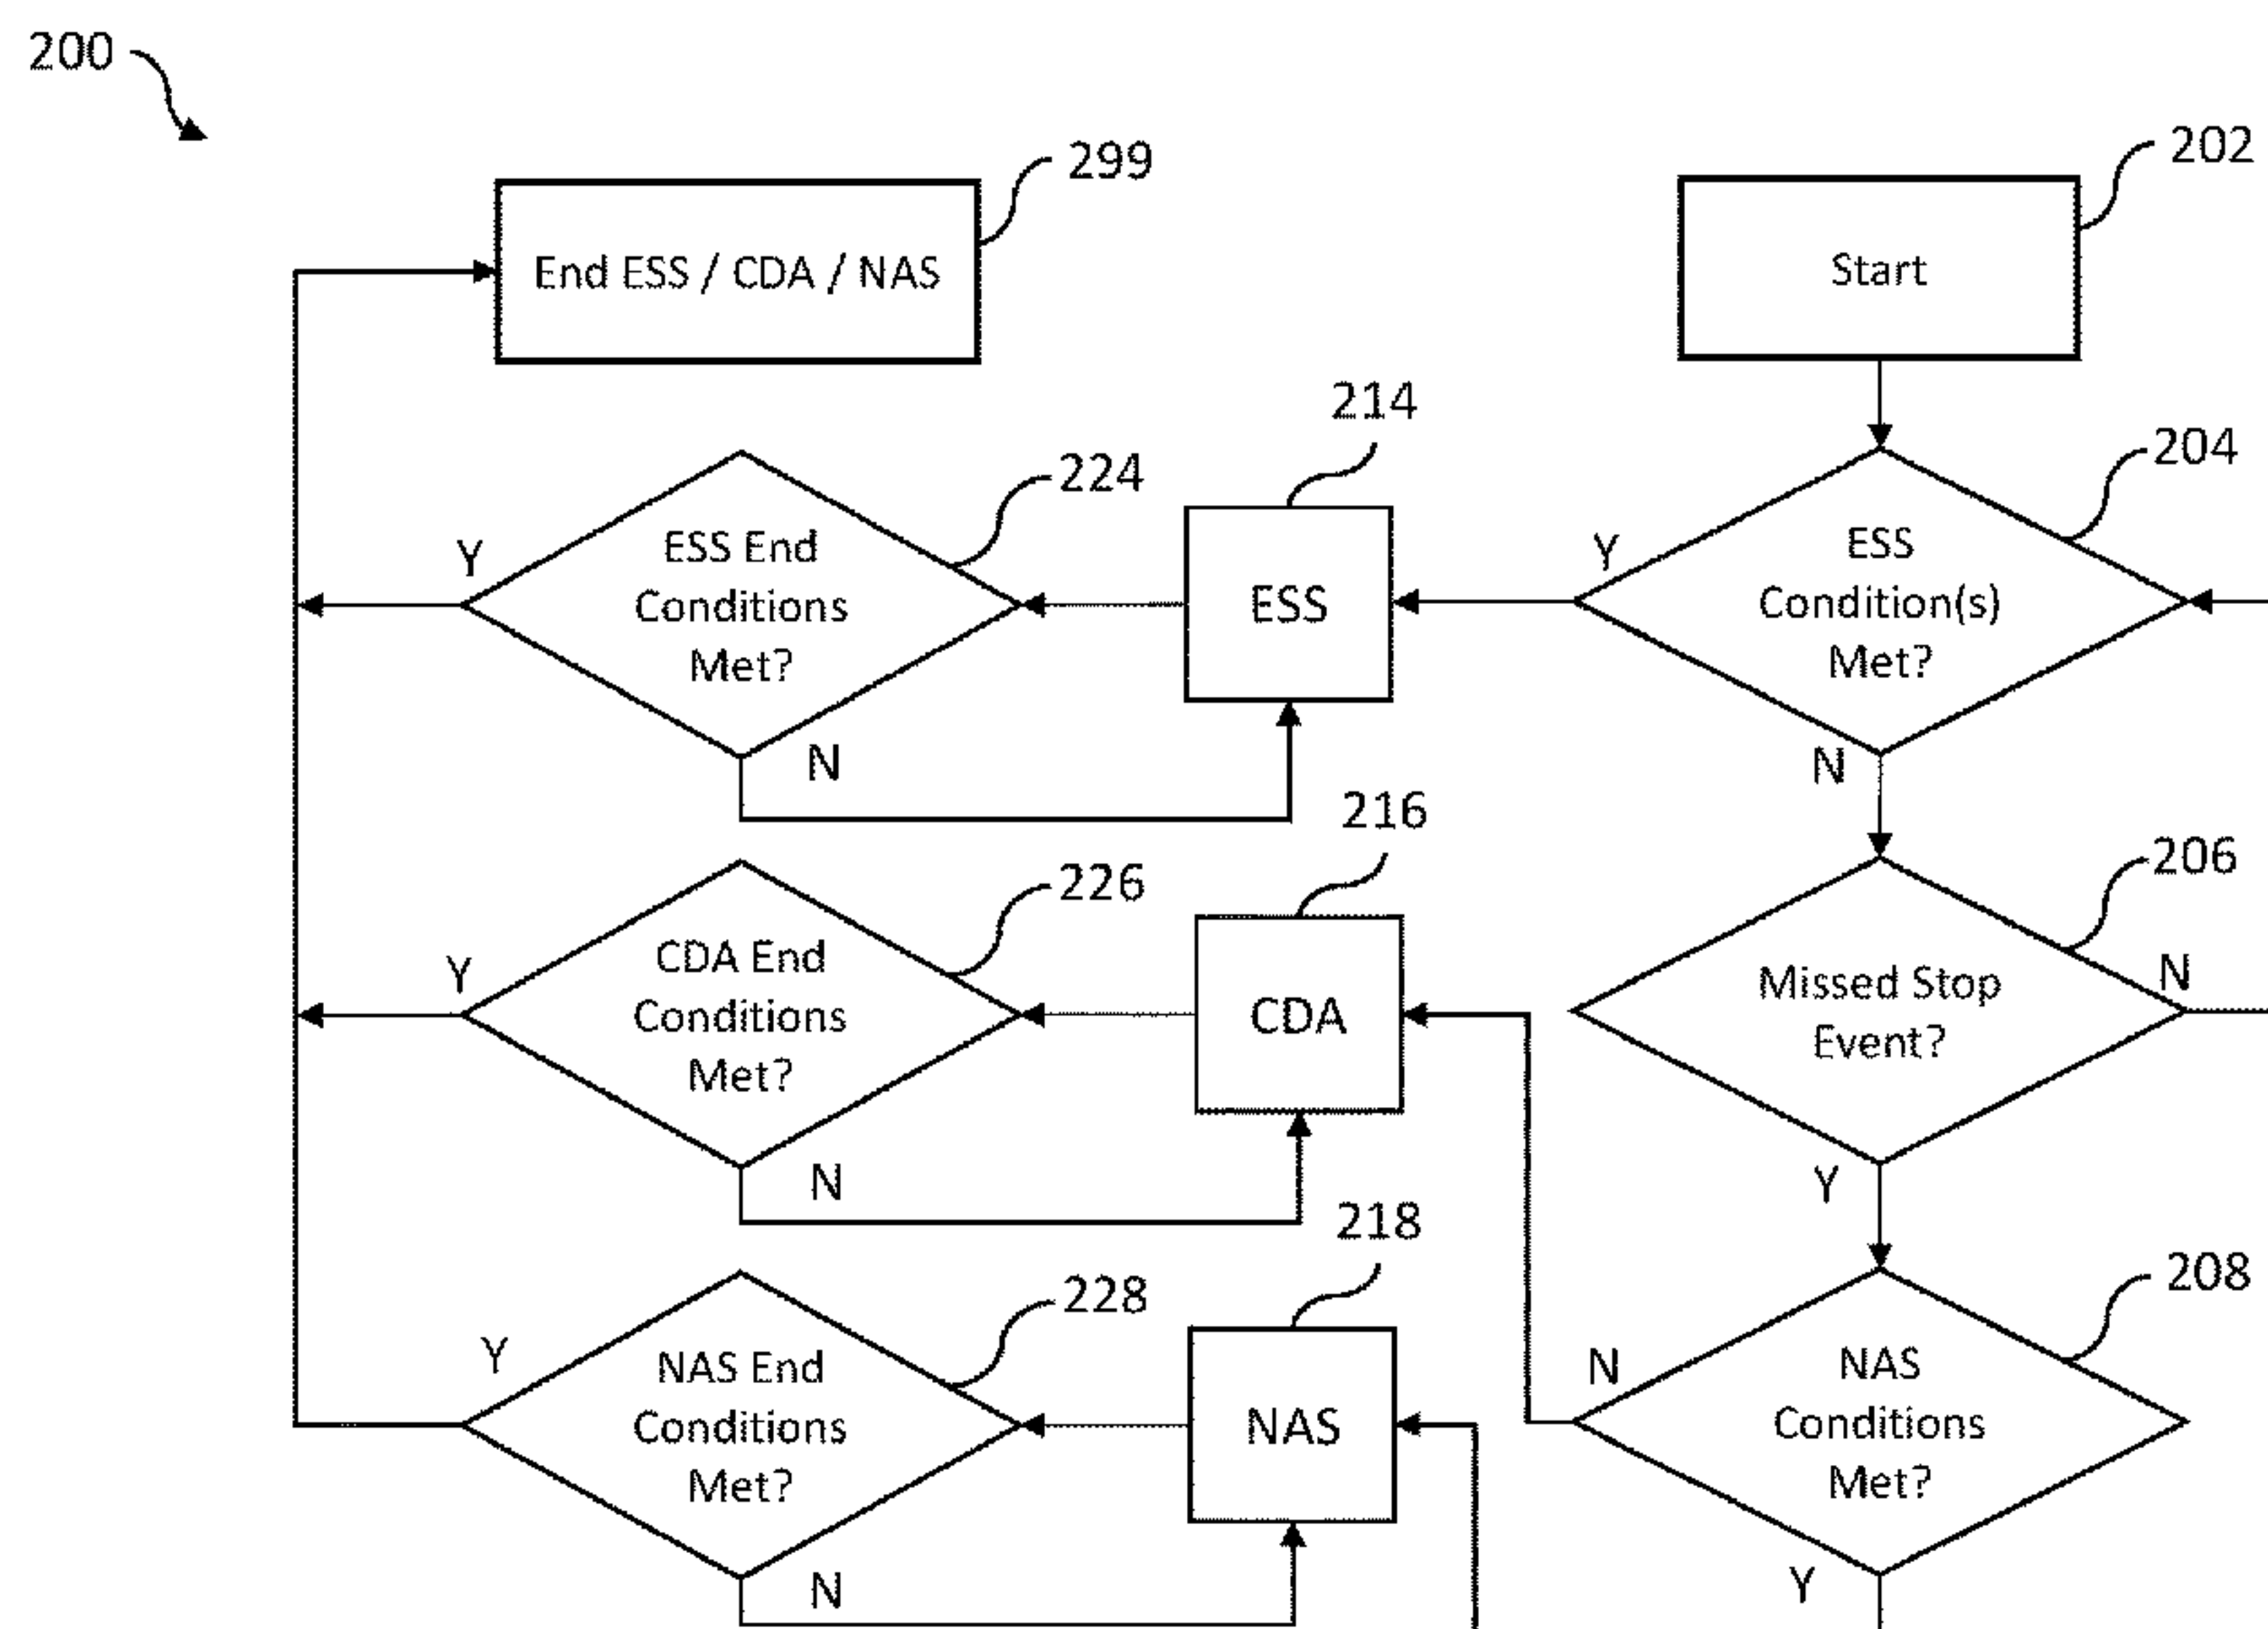 200
299
202
End ESS / CDA / NAS
Start
214
224
204
Y
ESS End
Conditions
Met?
N
ESS
Y
ESS
Condition(s)
Met?
N
216
226
206
Y
CDA End
Conditions
Met?
N
CDA
Missed Stop
Event?
N
Y
218
228
208
Y
NAS End
Conditions
Met?
N
NAS
N
NAS
Conditions
Met?
Y